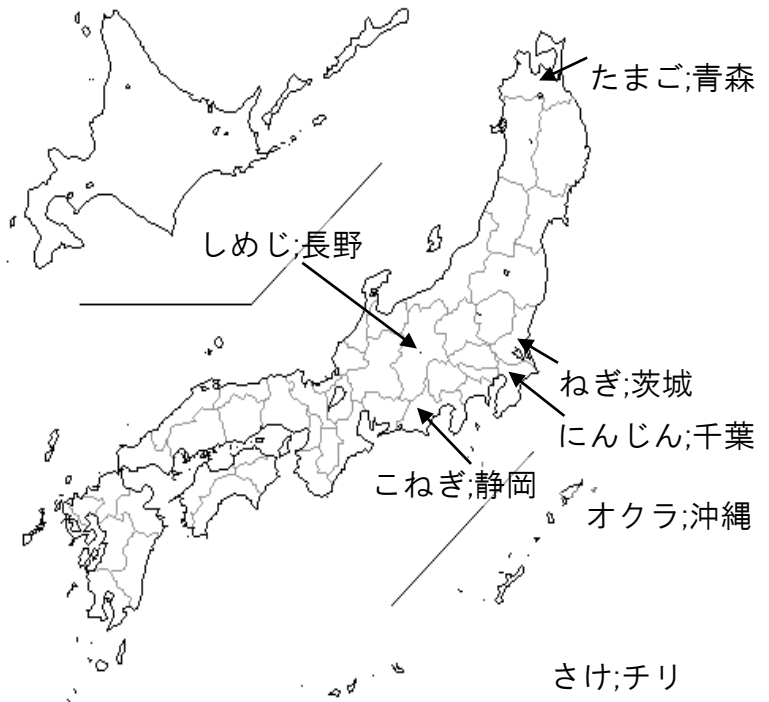 たまご;青森
しめじ;長野
ねぎ;茨城
にんじん;千葉
こねぎ;静岡
オクラ;沖縄
さけ;チリ